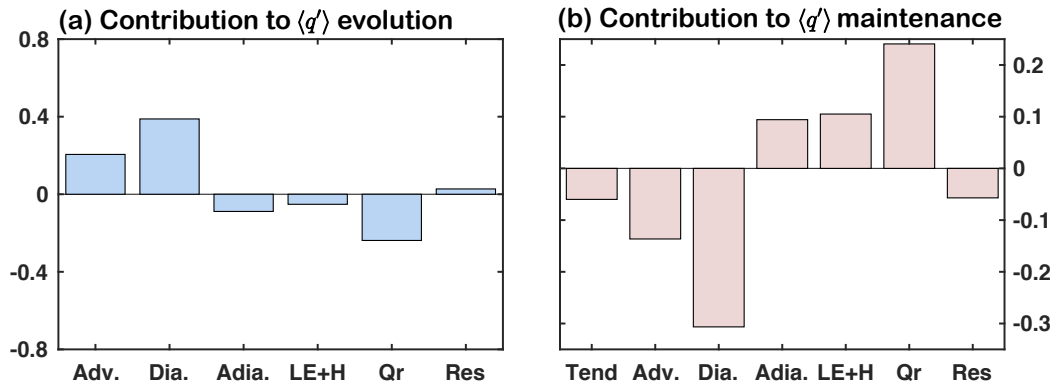 (a) Contribution to ⟨q′⟩ evolution
0.8
0.4
0
-0.4
-0.8
Adv. Dia. Adia. LE+H Qr Res
(b) Contribution to ⟨q′⟩ maintenance
0.2
0.1
0
-0.1
-0.2
-0.3
Tend Adv. Dia. Adia. LE+H Qr Res